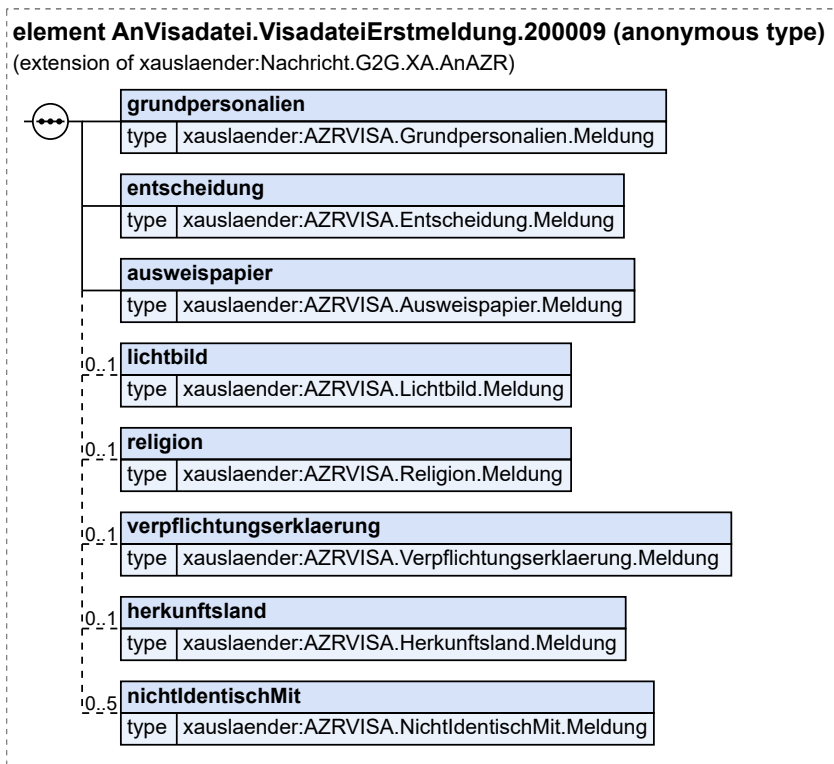 element AnVisadatei.VisadateiErstmeldung.200009 (anonymous type)
(extension of xauslaender:Nachricht.G2G.XA.AnAZR)
grundpersonalien
type xauslaender:AZRVISA.Grundpersonalien.Meldung
entscheidung
type xauslaender:AZRVISA.Entscheidung.Meldung
ausweispapier
type xauslaender:AZRVISA.Ausweispapier.Meldung
0..1 lichtbild
type xauslaender:AZRVISA.Lichtbild.Meldung
0..1 religion
type xauslaender:AZRVISA.Religion.Meldung
0..1 verpflichtungserklaerung
type xauslaender:AZRVISA.Verpflichtungserklaerung.Meldung
0..1 herkunftsland
type xauslaender:AZRVISA.Herkunftsland.Meldung
0..5 nichtIdentischMit
type xauslaender:AZRVISA.NichtIdentischMit.Meldung